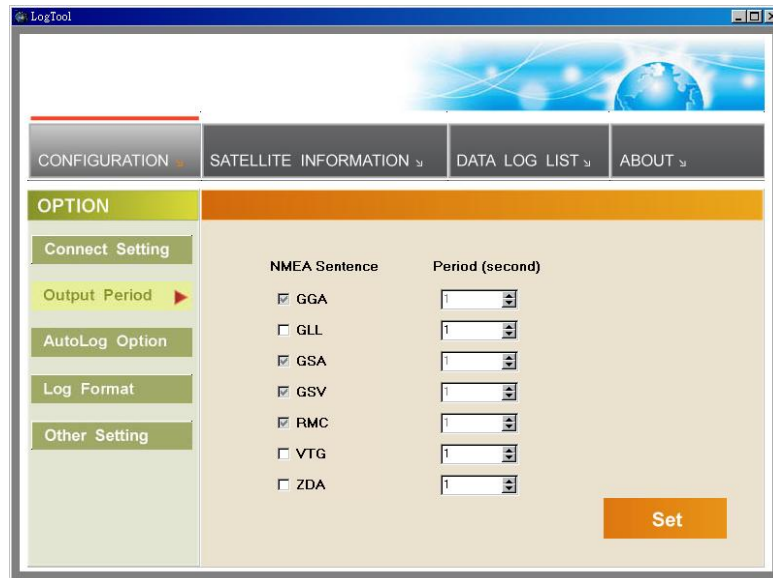 LogTool
CONFIGURATION SATELLITE INFORMATION DATA LOG LIST ABOUT
OPTION
Connect Setting
Output Period
AutoLog Option
Log Format
Other Setting
NMEA Sentence Period (second)
GGA 1
GLL 1
GSA 1
GSV 1
RMC 1
VTG 1
ZDA 1
Set